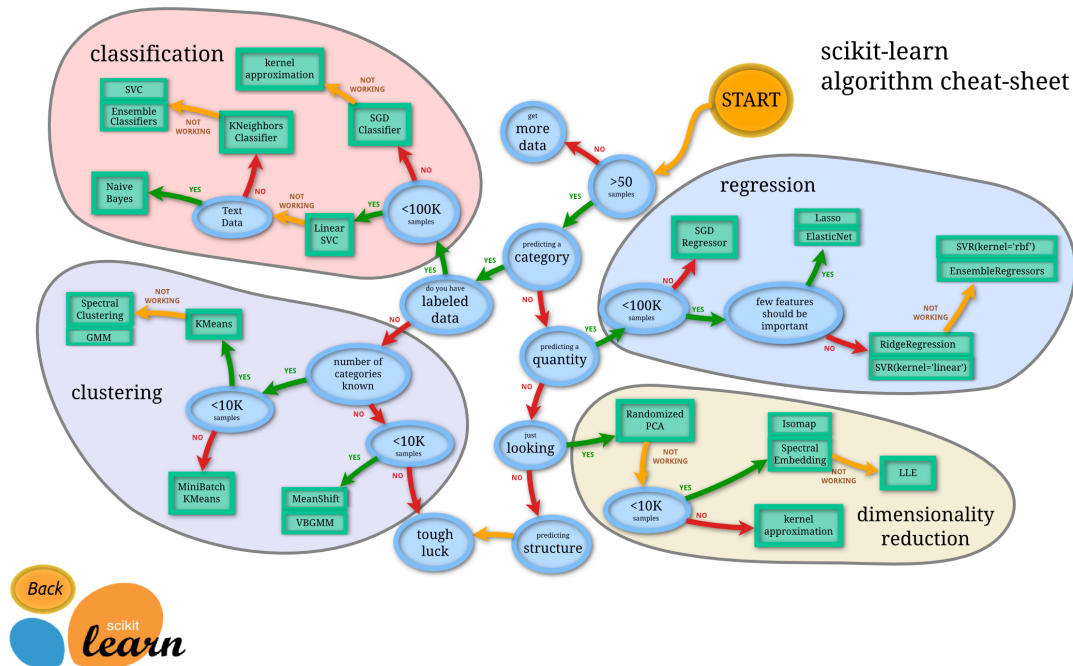 scikit-learn
algorithm cheat-sheet
START
classification
kernel
approximation
NOT
WORKING
SVC
Ensemble
Classifiers
NOT
WORKING
KNeighbors
Classifier
SGD
Classifier
NO
Naive
Bayes
YES
NO
Text
Data
NOT
WORKING
Linear
SVC
YES
<100K
samples
YES
get
more
data
NO
>50
samples
YES
predicting a
category
YES
NO
do you have
labeled
data
NO
predicting a
quantity
YES
NO
just
looking
YES
NO
predicting
structure
tough
luck
regression
SGD
Regressor
NO
<100K
samples
YES
Lasso
ElasticNet
YES
few features
should be
important
NO
SVR(kernel='rbf')
EnsembleRegressors
NOT
WORKING
RidgeRegression
SVR(kernel='linear')
clustering
Spectral
Clustering
GMM
NOT
WORKING
KMeans
YES
<10K
samples
YES
number of
categories
known
NO
NO
MiniBatch
KMeans
<10K
samples
YES
NO
MeanShift
VBGMM
dimensionality
reduction
Randomized
PCA
NOT
WORKING
<10K
samples
YES
NO
Isomap
Spectral
Embedding
NOT
WORKING
LLE
kernel
approximation
Back
scikit
learn